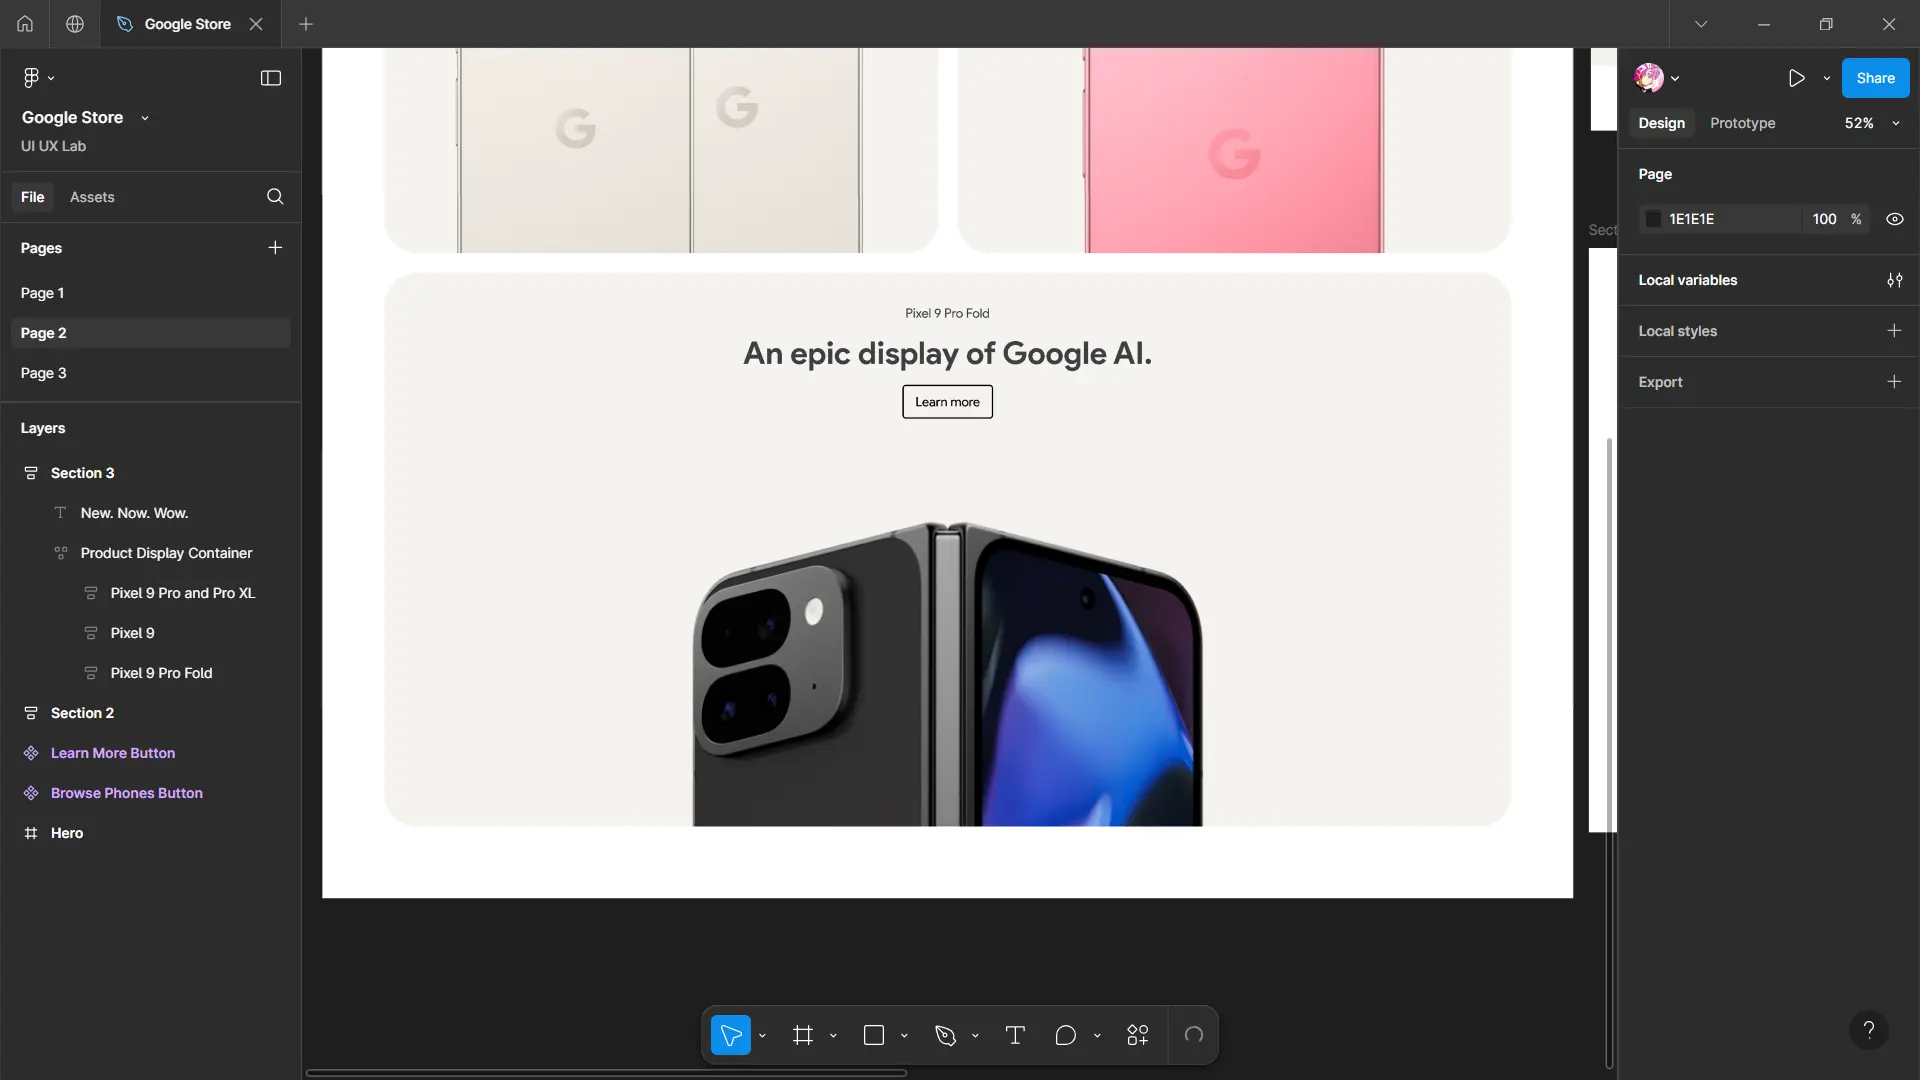 Google Store
Google Store
UI UX Lab
File
Assets
Pages
Page 1
Page 2
Page 3
Layers
Section 3
New. Now. Wow.
Product Display Container
Pixel 9 Pro and Pro XL
Pixel 9
Pixel 9 Pro Fold
Section 2
Learn More Button
Browse Phones Button
Hero
G
G
G
Pixel 9 Pro Fold
An epic display of Google AI.
Learn more
Sect
Share
Design
Prototype
52%
Page
1E1E1E
100
%
Local variables
Local styles
Export
?